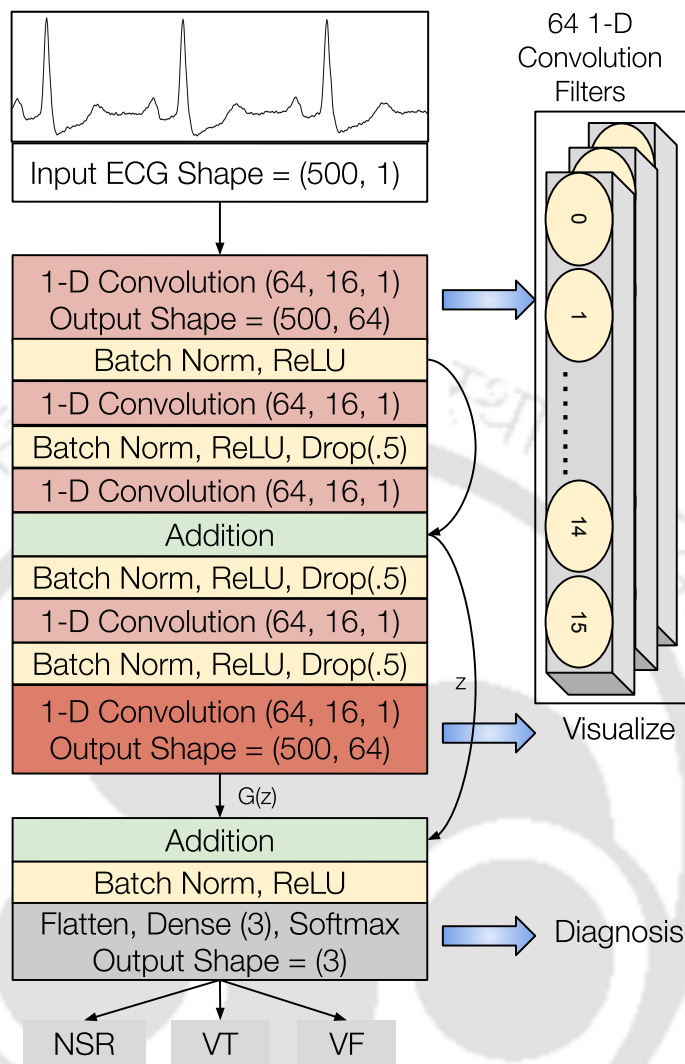 64 1-D
Convolution
Filters
Input ECG Shape = (500, 1)
0
1
14
15
1-D Convolution (64, 16, 1)
Output Shape = (500, 64)
Batch Norm, ReLU
1-D Convolution (64, 16, 1)
Batch Norm, ReLU, Drop(.5)
1-D Convolution (64, 16, 1)
Addition
Batch Norm, ReLU, Drop(.5)
1-D Convolution (64, 16, 1)
Batch Norm, ReLU, Drop(.5)
z
1-D Convolution (64, 16, 1)
Output Shape = (500, 64)
Visualize
G(z)
Addition
Batch Norm, ReLU
Flatten, Dense (3), Softmax
Output Shape = (3)
Diagnosis
NSR
VT
VF